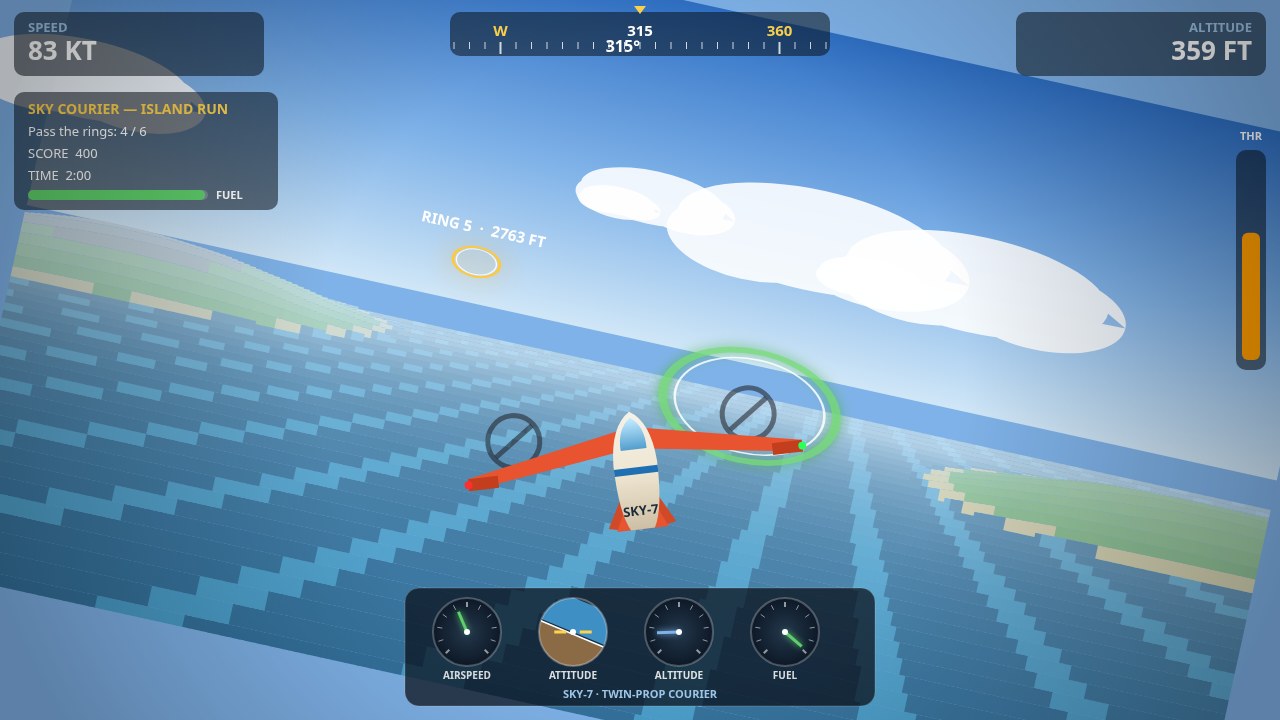 SPEED
83 KT
W 315 360
315°
ALTITUDE
359 FT
SKY COURIER — ISLAND RUN
Pass the rings: 4 / 6
SCORE 400
TIME 2:00
FUEL
THR
RING 5 · 2763 FT
SKY-7
AIRSPEED
ATTITUDE
ALTITUDE
FUEL
SKY-7 · TWIN-PROP COURIER